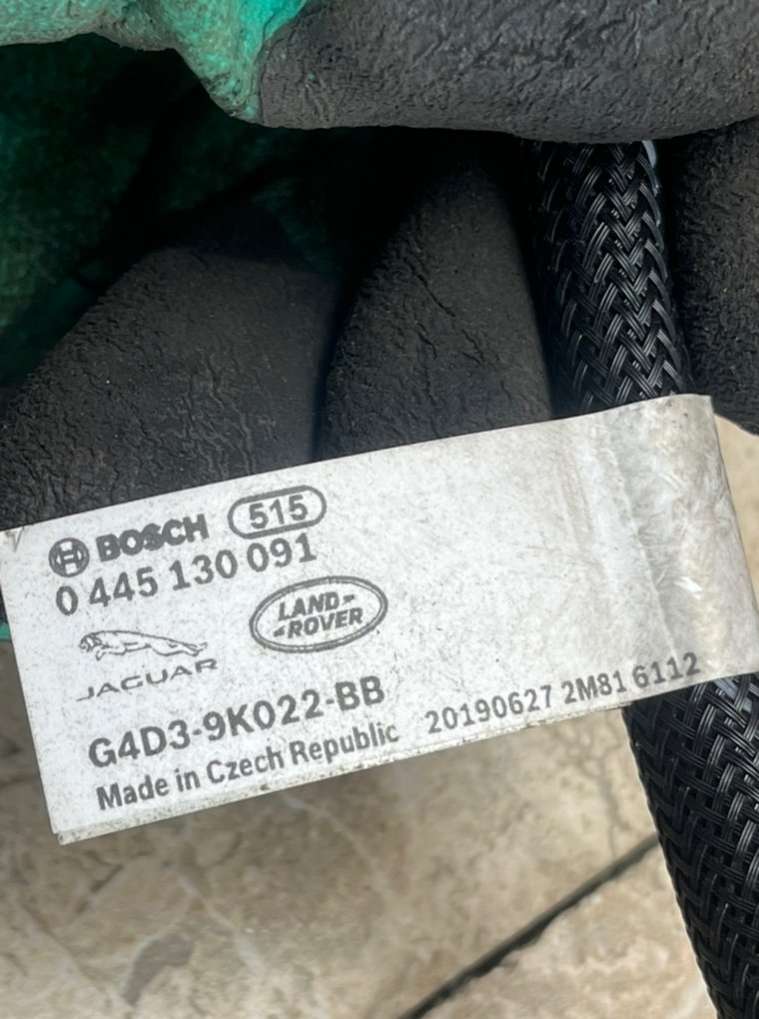 BOSCH 515
0 445 130 091
JAGUAR
LAND-
-ROVER
G4D3-9K022-BB
Made in Czech Republic 20190627 2M81 6112